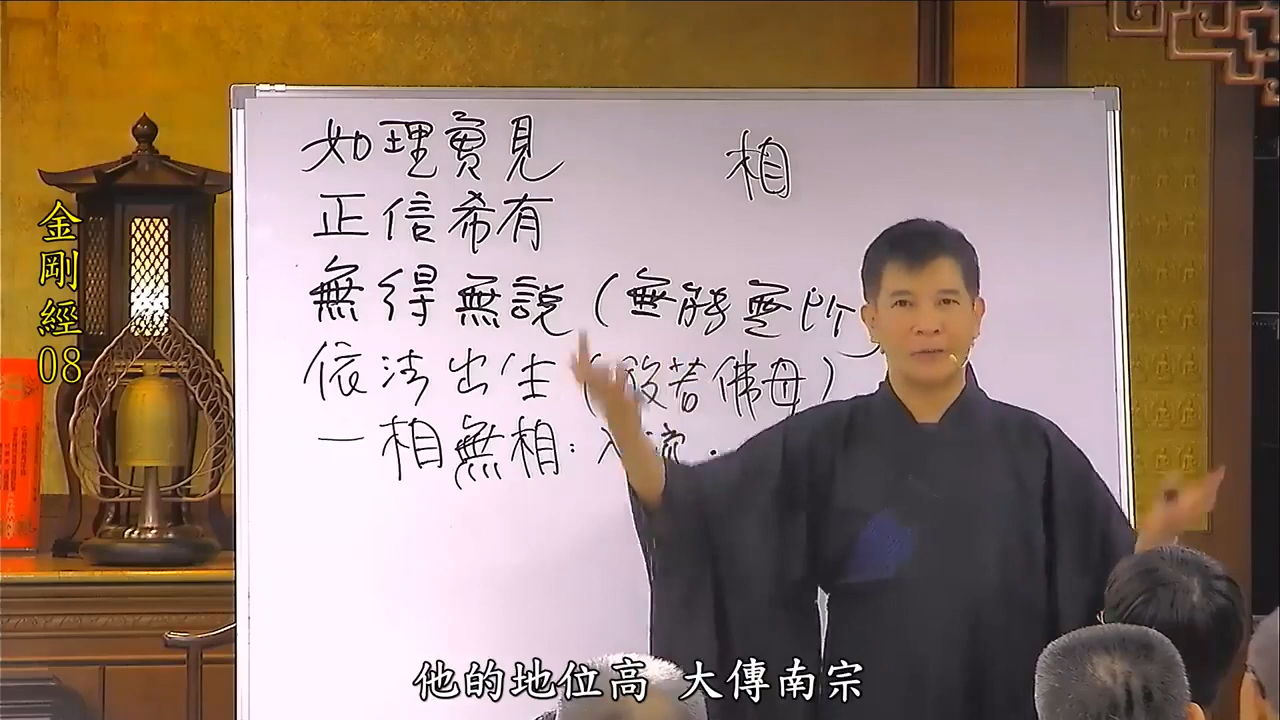 金剛經08
如理實見
相
正信希有
無得無說(無能無所)
依法出生(般若佛母)
一相無相:入流.
他的地位高 大傳南宗